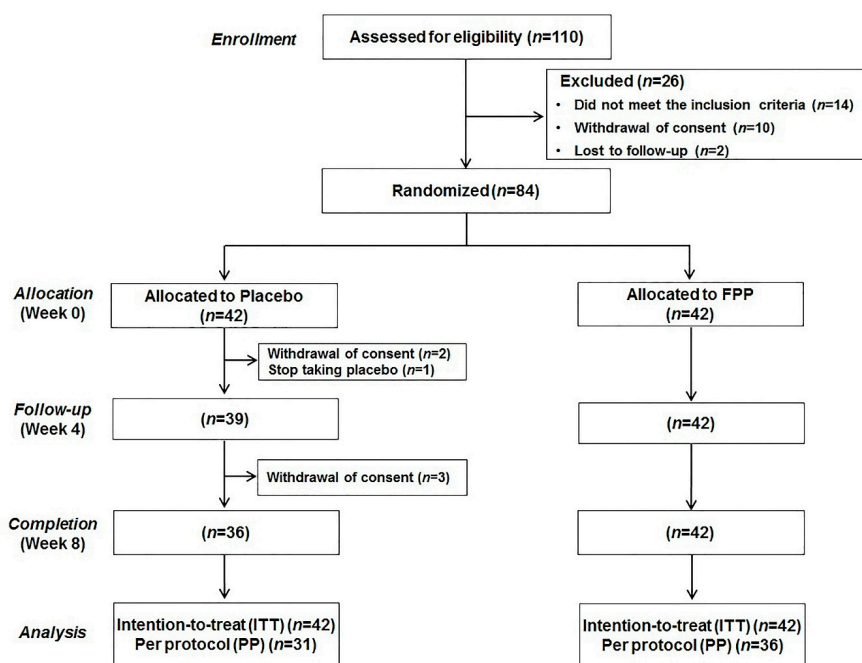 Enrollment
Assessed for eligibility (n=110)
Excluded (n=26)
• Did not meet the inclusion criteria (n=14)
• Withdrawal of consent (n=10)
• Lost to follow-up (n=2)
Randomized (n=84)
Allocation
(Week 0)
Allocated to Placebo
(n=42)
Allocated to FPP
(n=42)
Withdrawal of consent (n=2)
Stop taking placebo (n=1)
Follow-up
(Week 4)
(n=39)
(n=42)
Withdrawal of consent (n=3)
Completion
(Week 8)
(n=36)
(n=42)
Analysis
Intention-to-treat (ITT) (n=42)
Per protocol (PP) (n=31)
Intention-to-treat (ITT) (n=42)
Per protocol (PP) (n=36)